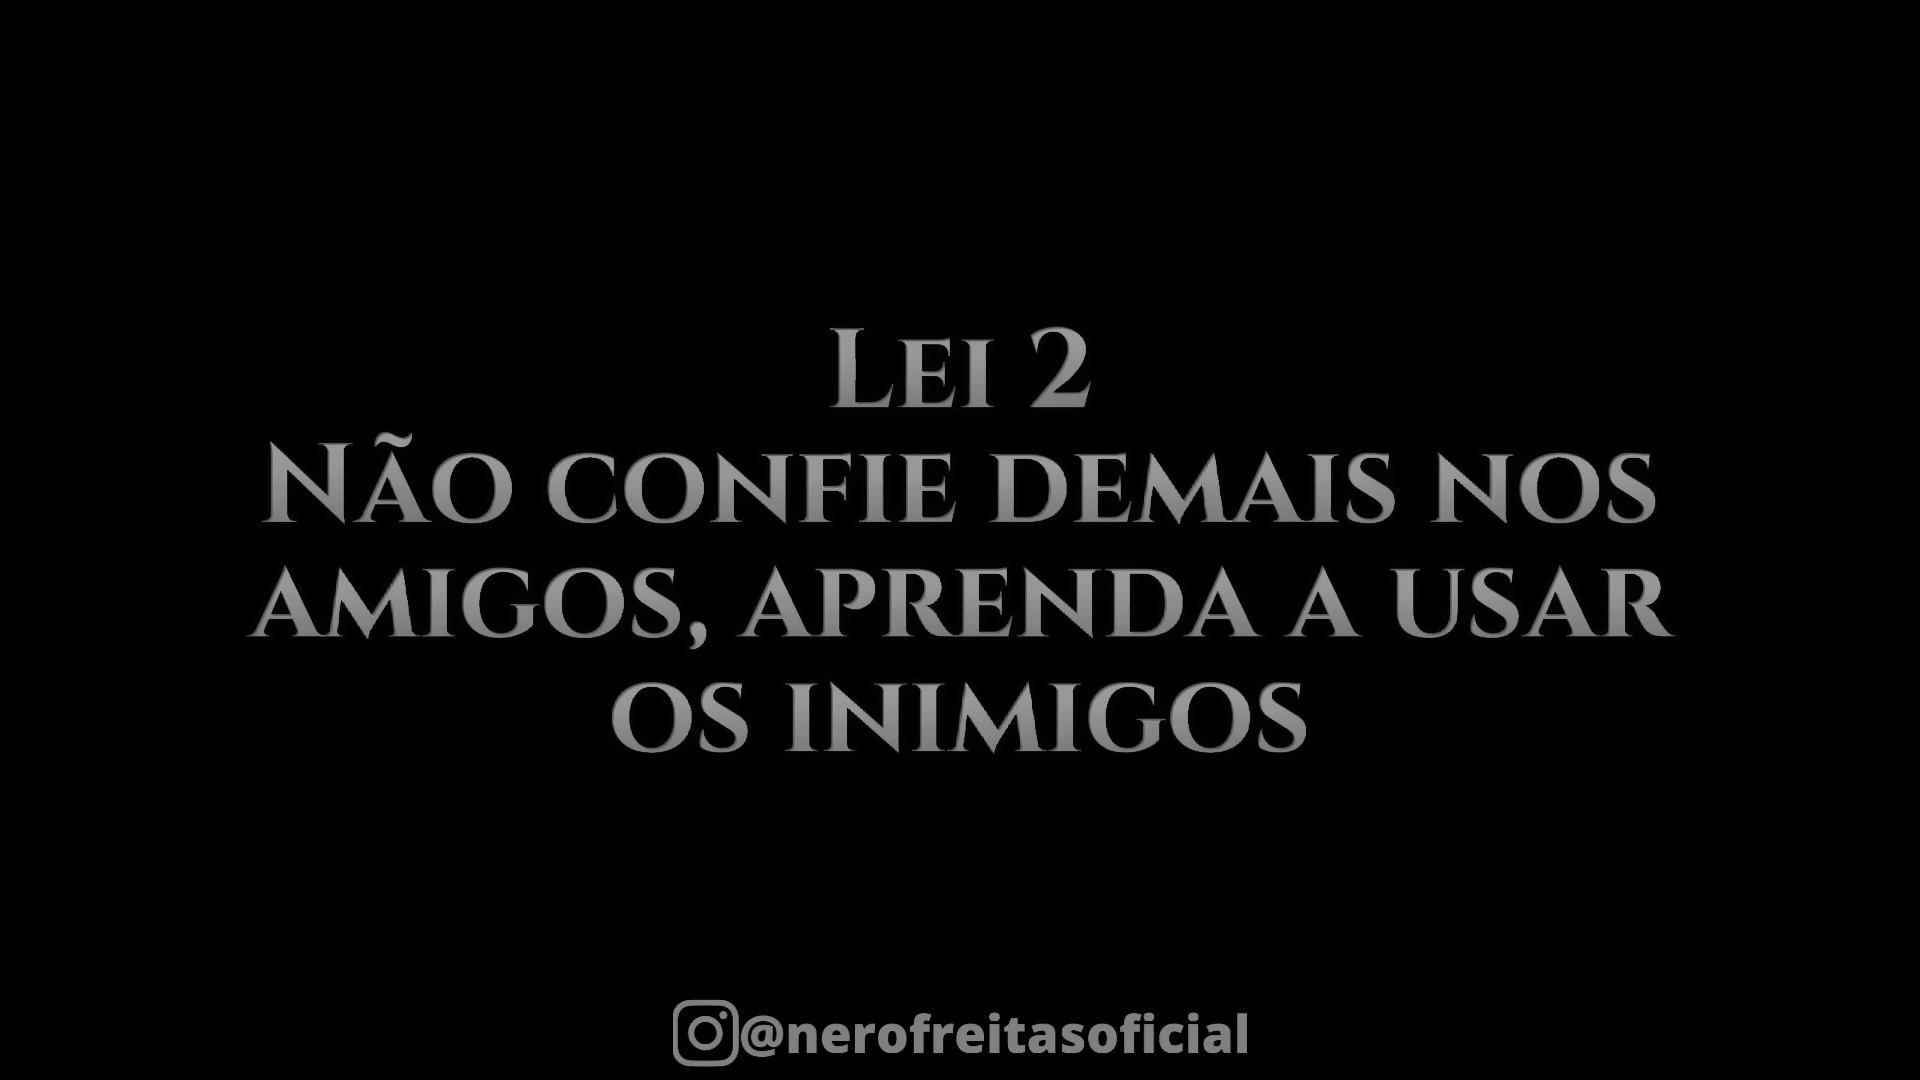 Lei 2
Não confie demais nos
amigos, aprenda a usar
os inimigos
@nerofreitasoficial